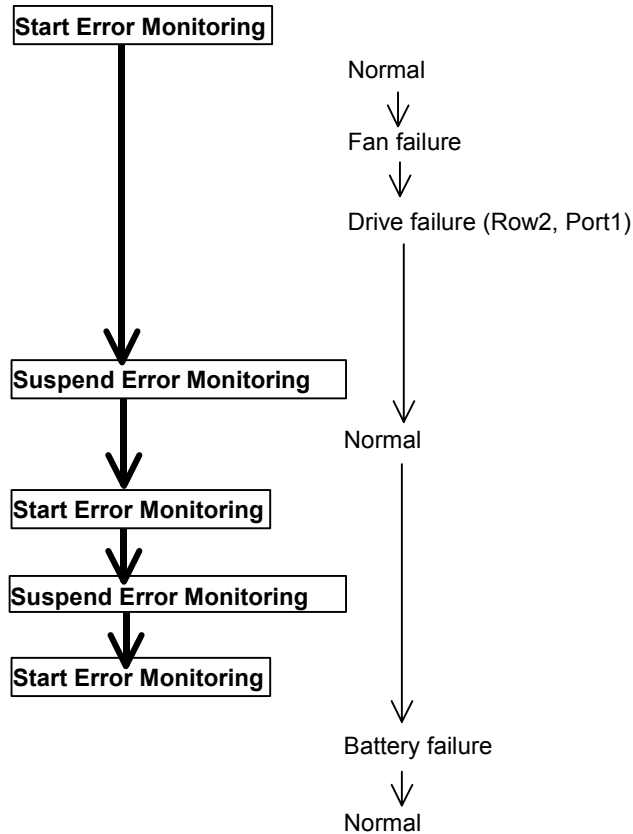 Start Error Monitoring
Normal
Fan failure
Drive failure (Row2, Port1)
Suspend Error Monitoring
Normal
Start Error Monitoring
Suspend Error Monitoring
Start Error Monitoring
Battery failure
Normal